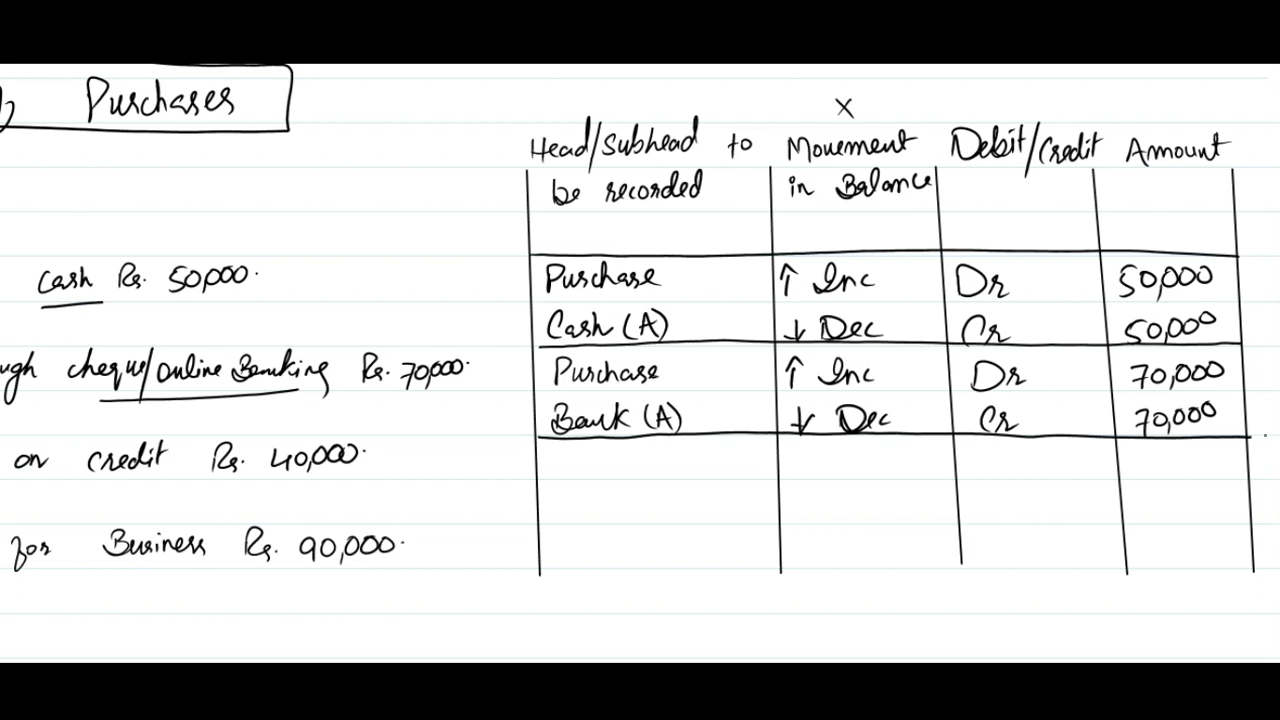 Purchases
Head/Subhead to be recorded
Movement in Balance
Debit/Credit
Amount
x
Cash Rs. 50,000.
Purchase ↑ Inc Dr 50,000
Cash (A) ↓ Dec Cr 50,000
ugh cheque/online Banking Rs. 70,000.
Purchase ↑ Inc Dr 70,000
Bank (A) ↓ Dec Cr 70,000
on credit Rs. 40,000.
for Business Rs. 90,000.